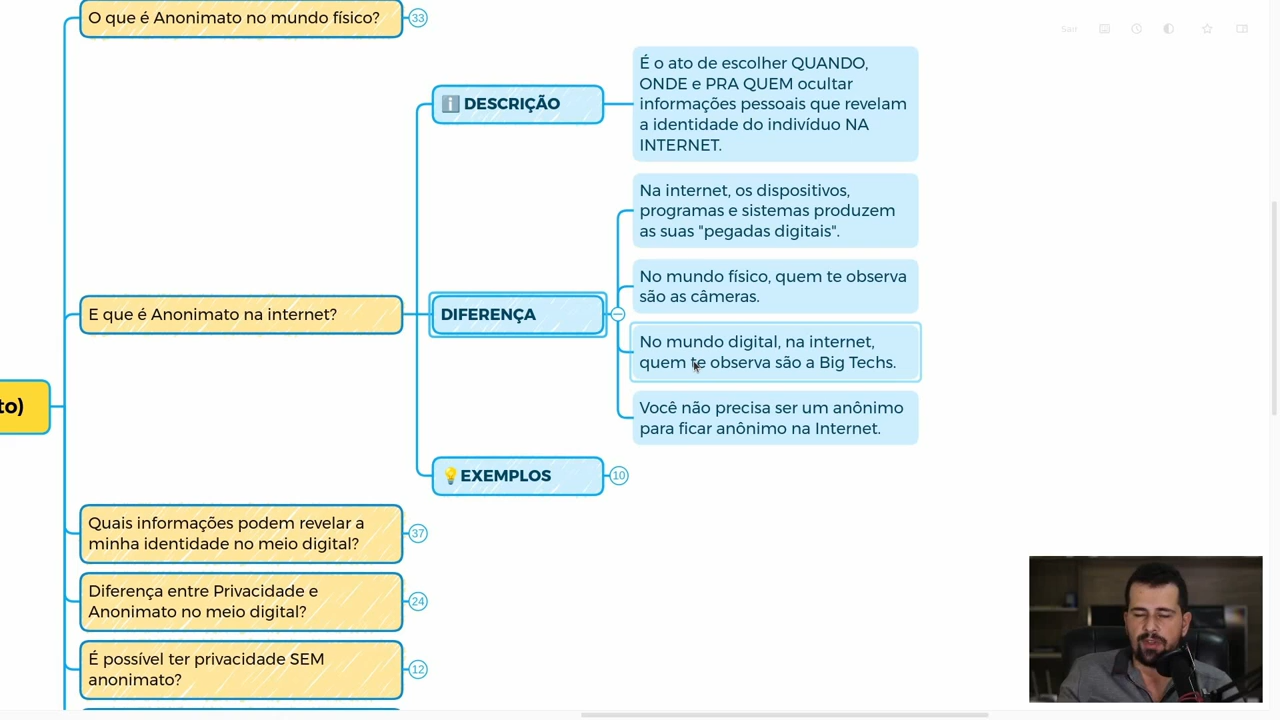 O que é Anonimato no mundo físico?
33
Sair
ℹ️ DESCRIÇÃO
É o ato de escolher QUANDO,
ONDE e PRA QUEM ocultar
informações pessoais que revelam
a identidade do indivíduo NA
INTERNET.
Na internet, os dispositivos,
programas e sistemas produzem
as suas "pegadas digitais".
No mundo físico, quem te observa
são as câmeras.
E que é Anonimato na internet?
DIFERENÇA
No mundo digital, na internet,
quem te observa são a Big Techs.
to)
Você não precisa ser um anônimo
para ficar anônimo na Internet.
💡EXEMPLOS
10
Quais informações podem revelar a
minha identidade no meio digital?
37
Diferença entre Privacidade e
Anonimato no meio digital?
24
É possível ter privacidade SEM
anonimato?
12